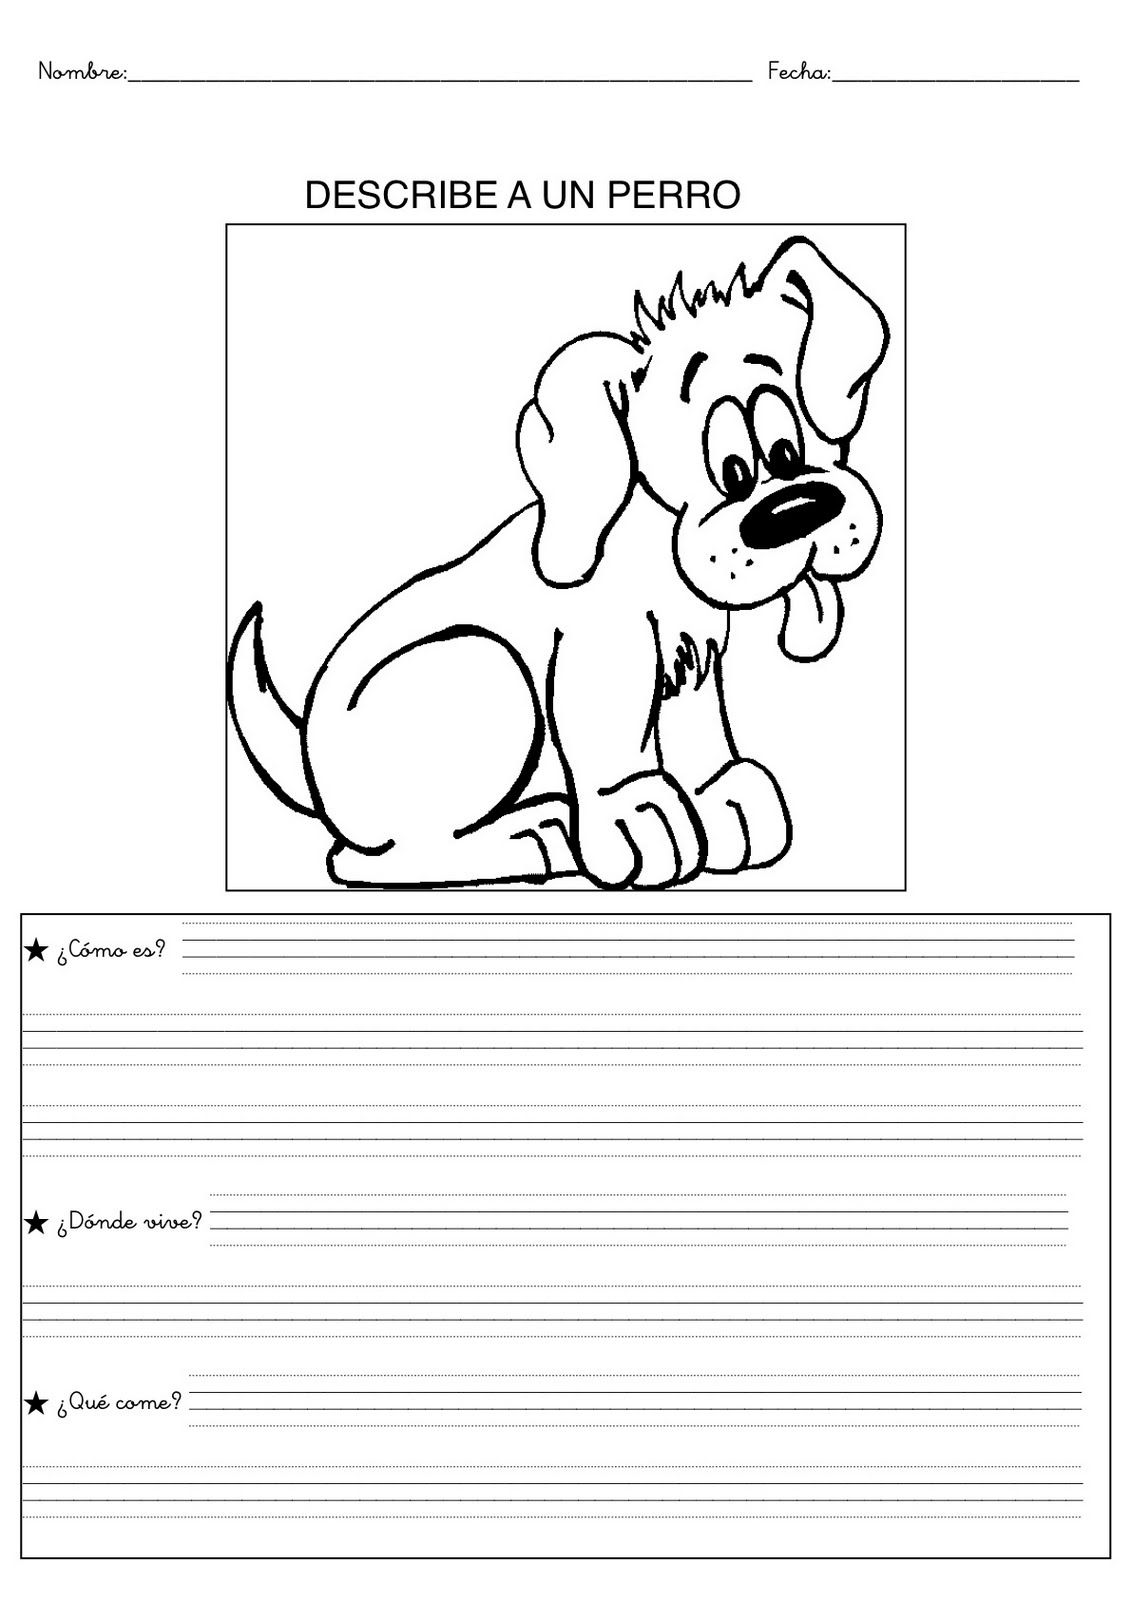 Nombre: Fecha:
DESCRIBE A UN PERRO
★ ¿Cómo es?
★ ¿Dónde vive?
★ ¿Qué come?